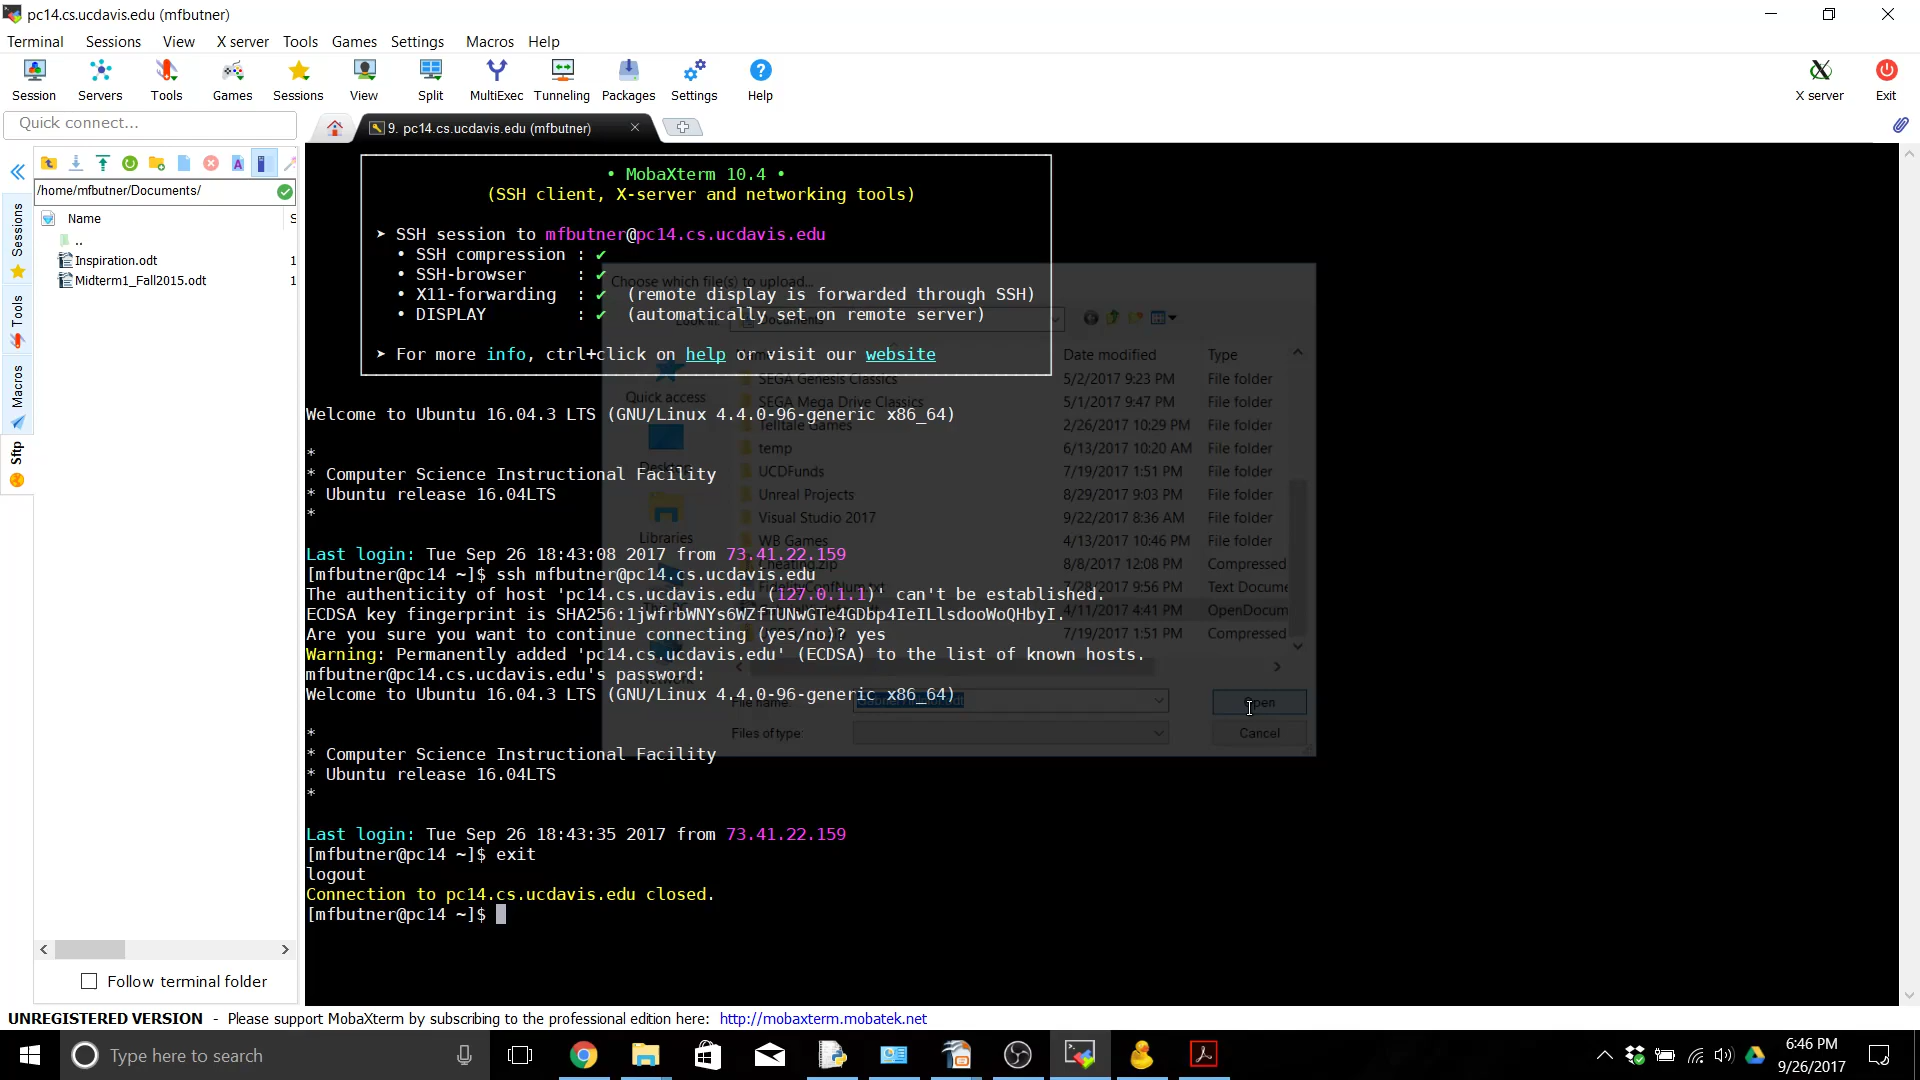 pc14.cs.ucdavis.edu (mfbutner)
Terminal Sessions View X server Tools Games Settings Macros Help
Session Servers Tools Games Sessions View Split MultiExec Tunneling Packages Settings Help X server Exit
Quick connect...
9. pc14.cs.ucdavis.edu (mfbutner)
/home/mfbutner/Documents/
Name S
..
Inspiration.odt 1
Midterm1_Fall2015.odt 1
Sessions
Tools
Macros
Sftp
Follow terminal folder
• MobaXterm 10.4 •
(SSH client, X-server and networking tools)
➤ SSH session to mfbutner@pc14.cs.ucdavis.edu
• SSH compression : ✔
• SSH-browser : ✔
• X11-forwarding : ✔ (remote display is forwarded through SSH)
• DISPLAY : ✔ (automatically set on remote server)
➤ For more info, ctrl+click on help or visit our website
Welcome to Ubuntu 16.04.3 LTS (GNU/Linux 4.4.0-96-generic x86_64)
*
* Computer Science Instructional Facility
* Ubuntu release 16.04LTS
*
Last login: Tue Sep 26 18:43:08 2017 from 73.41.22.159
[mfbutner@pc14 ~]$ ssh mfbutner@pc14.cs.ucdavis.edu
The authenticity of host 'pc14.cs.ucdavis.edu (127.0.1.1)' can't be established.
ECDSA key fingerprint is SHA256:1jwfrbWNYs6WZfTUNwGTe4GDbp4IeILlsdooWoQHbyI.
Are you sure you want to continue connecting (yes/no)? yes
Warning: Permanently added 'pc14.cs.ucdavis.edu' (ECDSA) to the list of known hosts.
mfbutner@pc14.cs.ucdavis.edu's password:
Welcome to Ubuntu 16.04.3 LTS (GNU/Linux 4.4.0-96-generic x86_64)
*
* Computer Science Instructional Facility
* Ubuntu release 16.04LTS
*
Last login: Tue Sep 26 18:43:35 2017 from 73.41.22.159
[mfbutner@pc14 ~]$ exit
logout
Connection to pc14.cs.ucdavis.edu closed.
[mfbutner@pc14 ~]$
Choose which file(s) to upload...
Look in: Documents
Date modified Type
Quick access
Desktop
Libraries
Network
SEGA Genesis Classics 5/2/2017 9:23 PM File folder
SEGA Mega Drive Classics 5/1/2017 9:47 PM File folder
Telltale Games 2/26/2017 10:29 PM File folder
temp 6/13/2017 10:20 AM File folder
UCDFunds 7/19/2017 1:51 PM File folder
Unreal Projects 8/29/2017 9:03 PM File folder
Visual Studio 2017 9/22/2017 8:36 AM File folder
WB Games 4/13/2017 10:46 PM File folder
cheating.zip 8/8/2017 12:08 PM Compressed
FidelityConfNum.txt 7/28/2017 9:56 PM Text Docume
4/11/2017 4:41 PM OpenDocum
7/19/2017 1:51 PM Compressed
File name: Open
Files of type: Cancel
UNREGISTERED VERSION - Please support MobaXterm by subscribing to the professional edition here: http://mobaxterm.mobatek.net
Type here to search
6:46 PM
9/26/2017